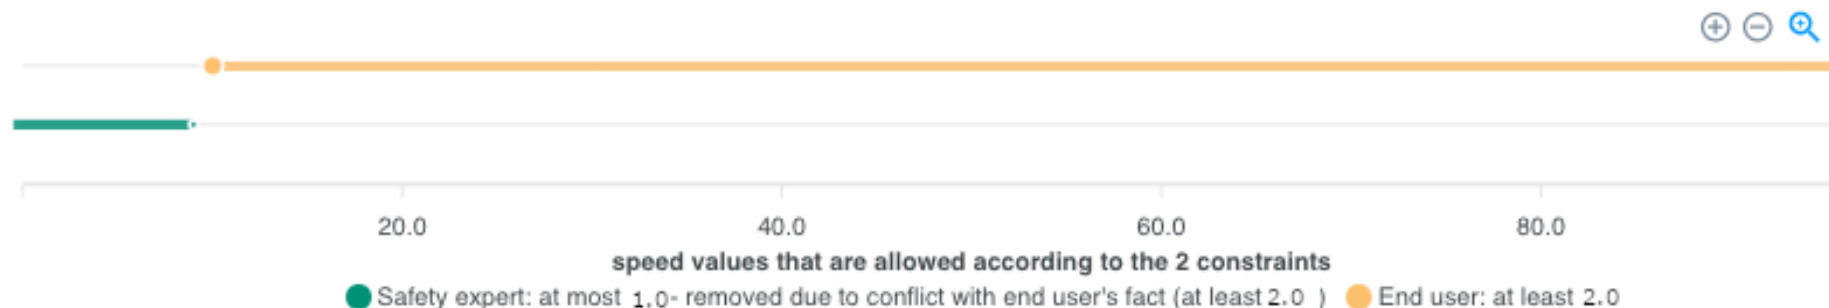 20.0 40.0 60.0 80.0
speed values that are allowed according to the 2 constraints
Safety expert: at most 1.0- removed due to conflict with end user's fact (at least 2.0 ) End user: at least 2.0